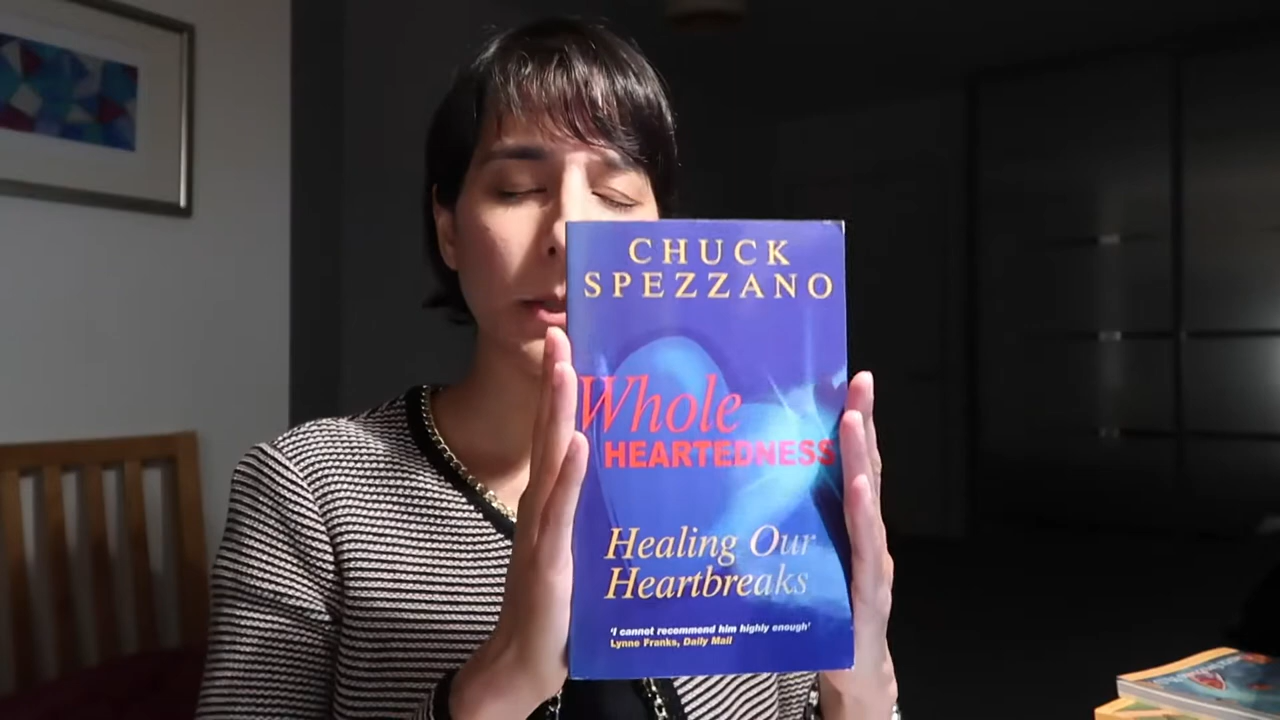 CHUCK
SPEZZANO
Whole
HEARTEDNESS
Healing Our
Heartbreaks
'I cannot recommend him highly enough'
Lynne Franks, Daily Mail